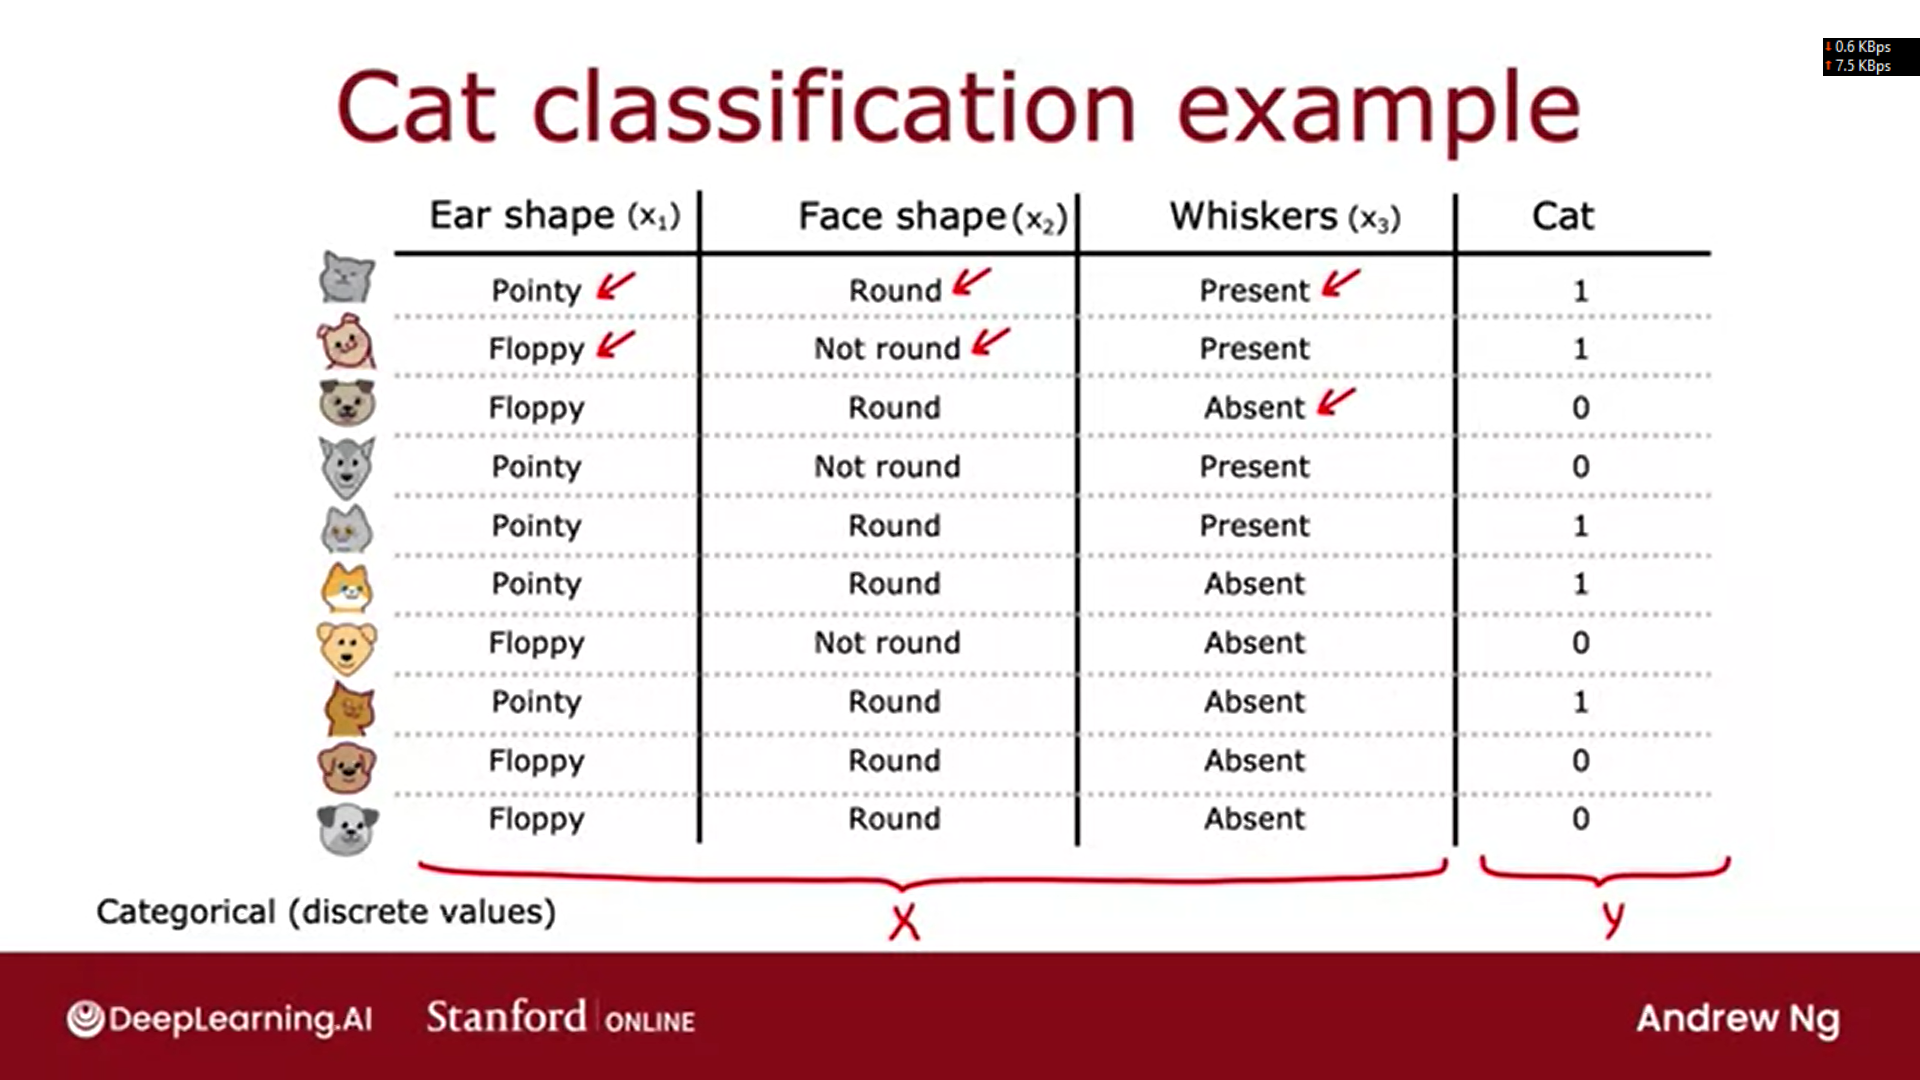 ↓ 0.6 KBps
↑ 7.5 KBps
Cat classification example
Ear shape (x₁) Face shape (x₂) Whiskers (x₃) Cat
Pointy Round Present 1
Floppy Not round Present 1
Floppy Round Absent 0
Pointy Not round Present 0
Pointy Round Present 1
Pointy Round Absent 1
Floppy Not round Absent 0
Pointy Round Absent 1
Floppy Round Absent 0
Floppy Round Absent 0
Categorical (discrete values) X y
DeepLearning.AI Stanford | ONLINE Andrew Ng